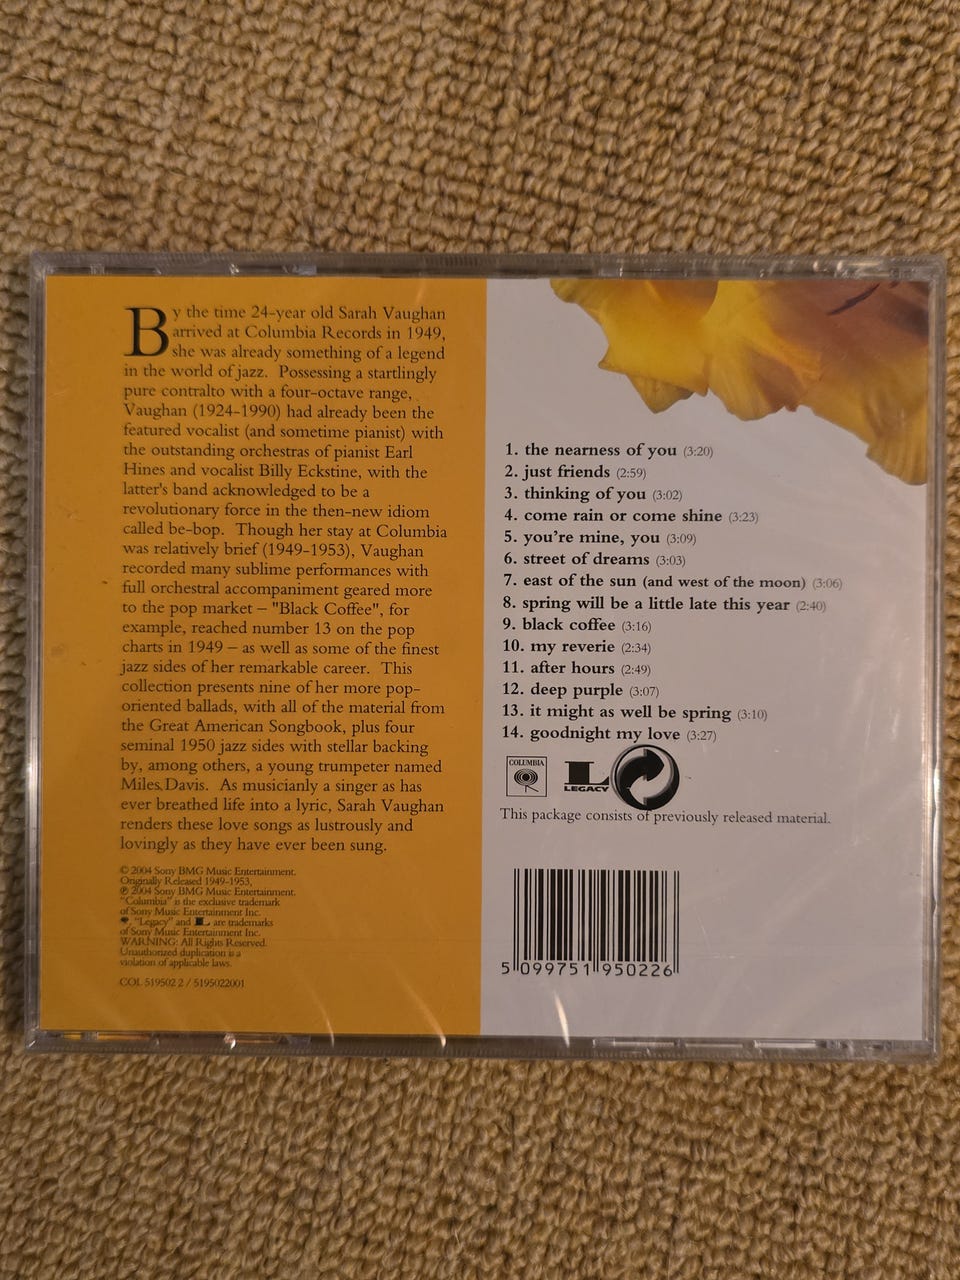 By the time 24-year old Sarah Vaughan
arrived at Columbia Records in 1949,
she was already something of a legend
in the world of jazz. Possessing a startlingly
pure contralto with a four-octave range,
Vaughan (1924-1990) had already been the
featured vocalist (and sometime pianist) with
the outstanding orchestras of pianist Earl
Hines and vocalist Billy Eckstine, with the
latter's band acknowledged to be a
revolutionary force in the then-new idiom
called be-bop. Though her stay at Columbia
was relatively brief (1949-1953), Vaughan
recorded many sublime performances with
full orchestral accompaniment geared more
to the pop market – "Black Coffee", for
example, reached number 13 on the pop
charts in 1949 – as well as some of the finest
jazz sides of her remarkable career. This
collection presents nine of her more pop-
oriented ballads, with all of the material from
the Great American Songbook, plus four
seminal 1950 jazz sides with stellar backing
by, among others, a young trumpeter named
Miles Davis. As musicianly a singer as has
ever breathed life into a lyric, Sarah Vaughan
renders these love songs as lustrously and
lovingly as they have ever been sung.
© 2004 Sony BMG Music Entertainment.
Originally Released 1949-1953,
℗ 2004 Sony BMG Music Entertainment.
"Columbia" is the exclusive trademark
of Sony Music Entertainment Inc.
, "Legacy" and L are trademarks
of Sony Music Entertainment Inc.
WARNING: All Rights Reserved.
Unauthorized duplication is a
violation of applicable laws.
COL 519502 2 / 5195022001
1. the nearness of you (3:20)
2. just friends (2:59)
3. thinking of you (3:02)
4. come rain or come shine (3:23)
5. you're mine, you (3:09)
6. street of dreams (3:03)
7. east of the sun (and west of the moon) (3:06)
8. spring will be a little late this year (2:40)
9. black coffee (3:16)
10. my reverie (2:34)
11. after hours (2:49)
12. deep purple (3:07)
13. it might as well be spring (3:10)
14. goodnight my love (3:27)
COLUMBIA
L
LEGACY
This package consists of previously released material.
5 099751 950226